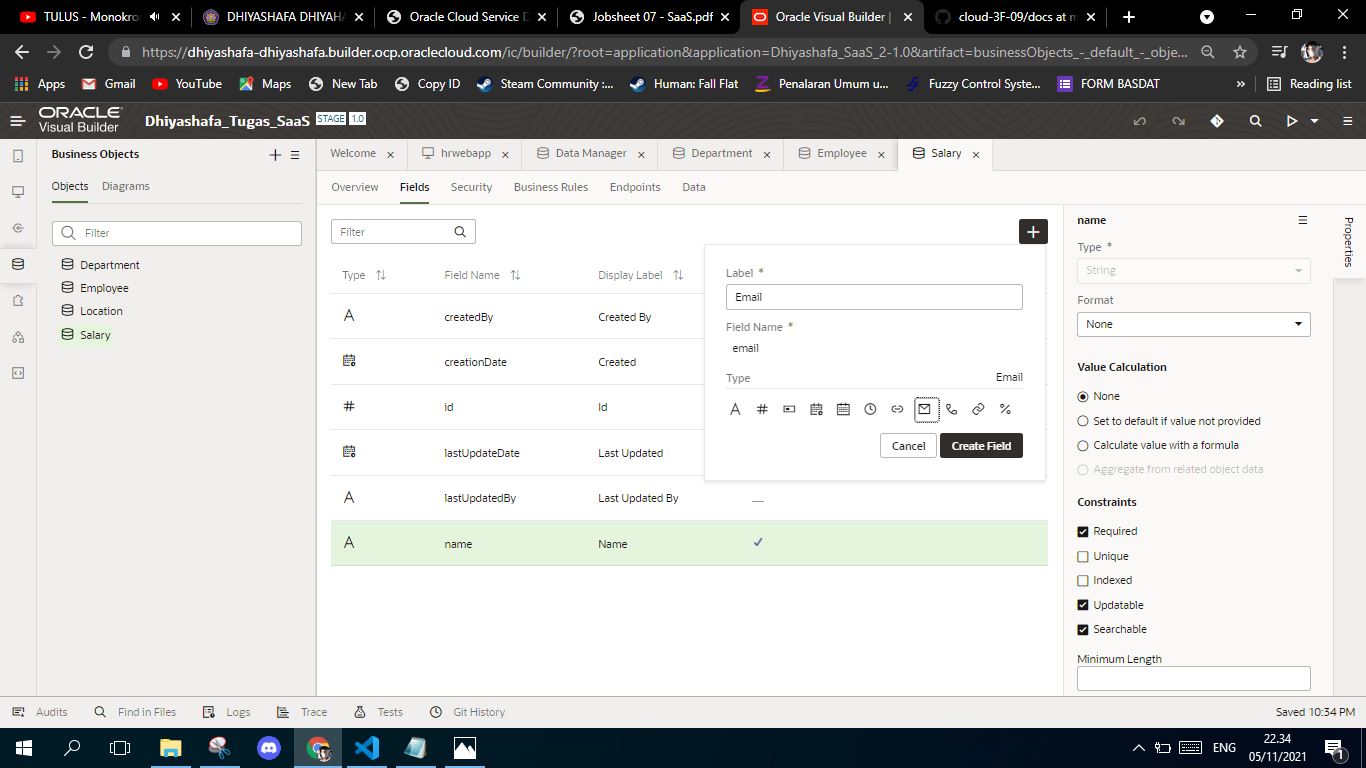 TULUS - Monokro
DHIYASHAFA DHIYAHA
Oracle Cloud Service D
Jobsheet 07 - SaaS.pdf
Oracle Visual Builder |
cloud-3F-09/docs at m
https://dhiyashafa-dhiyashafa.builder.ocp.oraclecloud.com/ic/builder/?root=application&application=Dhiyashafa_SaaS_2-1.0&artifact=businessObjects_-_default_-_obje...
Apps
Gmail
YouTube
Maps
New Tab
Copy ID
Steam Community :...
Human: Fall Flat
Penalaran Umum u...
Fuzzy Control Syste...
FORM BASDAT
»
Reading list
ORACLE
Visual Builder
Dhiyashafa_Tugas_SaaS
STAGE 1.0
Business Objects
Objects
Diagrams
Filter
Department
Employee
Location
Salary
Welcome
hrwebapp
Data Manager
Department
Employee
Salary
Overview
Fields
Security
Business Rules
Endpoints
Data
Filter
Type
Field Name
Display Label
createdBy
Created By
creationDate
Created
id
Id
lastUpdateDate
Last Updated
lastUpdatedBy
Last Updated By
name
Name
Label *
Email
Field Name *
email
Type
Email
Cancel
Create Field
name
Type *
String
Format
None
Value Calculation
None
Set to default if value not provided
Calculate value with a formula
Aggregate from related object data
Constraints
Required
Unique
Indexed
Updatable
Searchable
Minimum Length
Properties
Audits
Find in Files
Logs
Trace
Tests
Git History
Saved 10:34 PM
ENG
22.34
05/11/2021
1